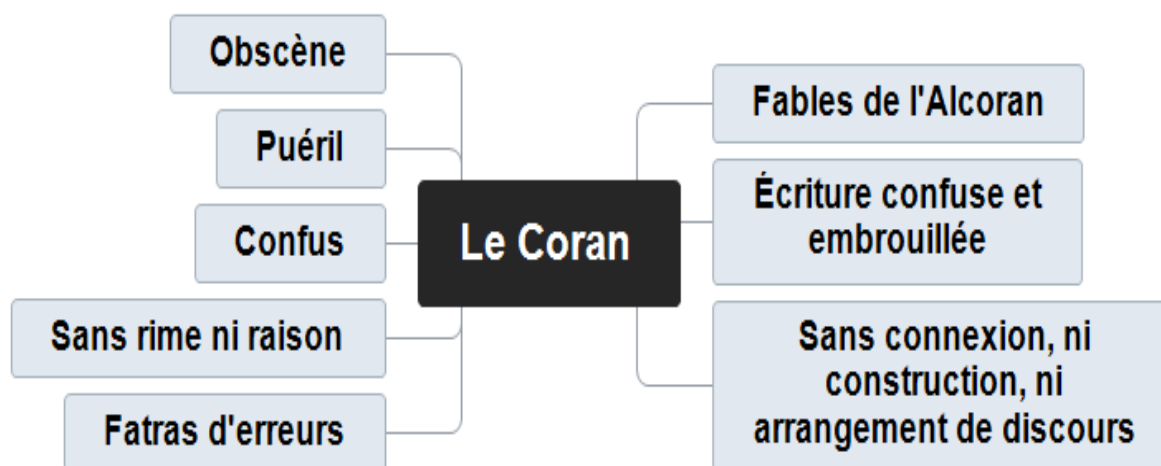 Obscène
Puéril
Confus
Sans rime ni raison
Fatras d'erreurs
Le Coran
Fables de l'Alcoran
Écriture confuse et
embrouillée
Sans connexion, ni
construction, ni
arrangement de discours